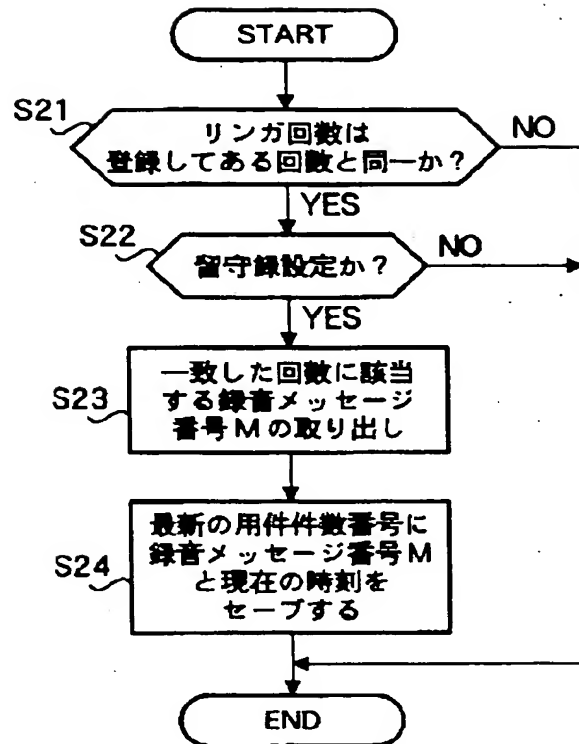 START
S21
リンガ回数は
登録してある回数と同一か？
NO
YES
S22
留守録設定か？
NO
YES
S23
一致した回数に該当
する録音メッセージ
番号Mの取り出し
S24
最新の用件件数番号に
録音メッセージ番号M
と現在の時刻を
セーブする
END